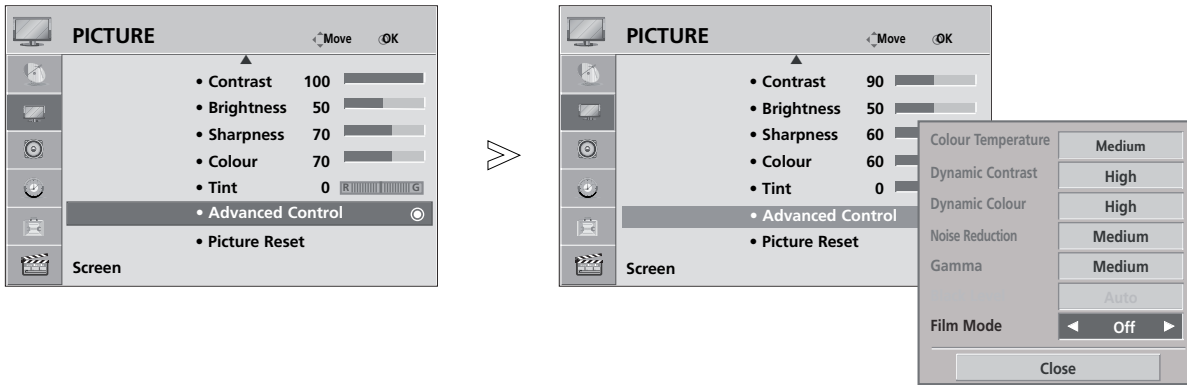 PICTURE Move OK
• Contrast 100
• Brightness 50
• Sharpness 70
• Colour 70
• Tint 0 R G
• Advanced Control
• Picture Reset
Screen
PICTURE Move OK
• Contrast 90
• Brightness 50
• Sharpness 60
• Colour 60
• Tint 0
• Advanced Control
• Picture Reset
Screen
Colour Temperature Medium
Dynamic Contrast High
Dynamic Colour High
Noise Reduction Medium
Gamma Medium
Auto
Film Mode Off
Close